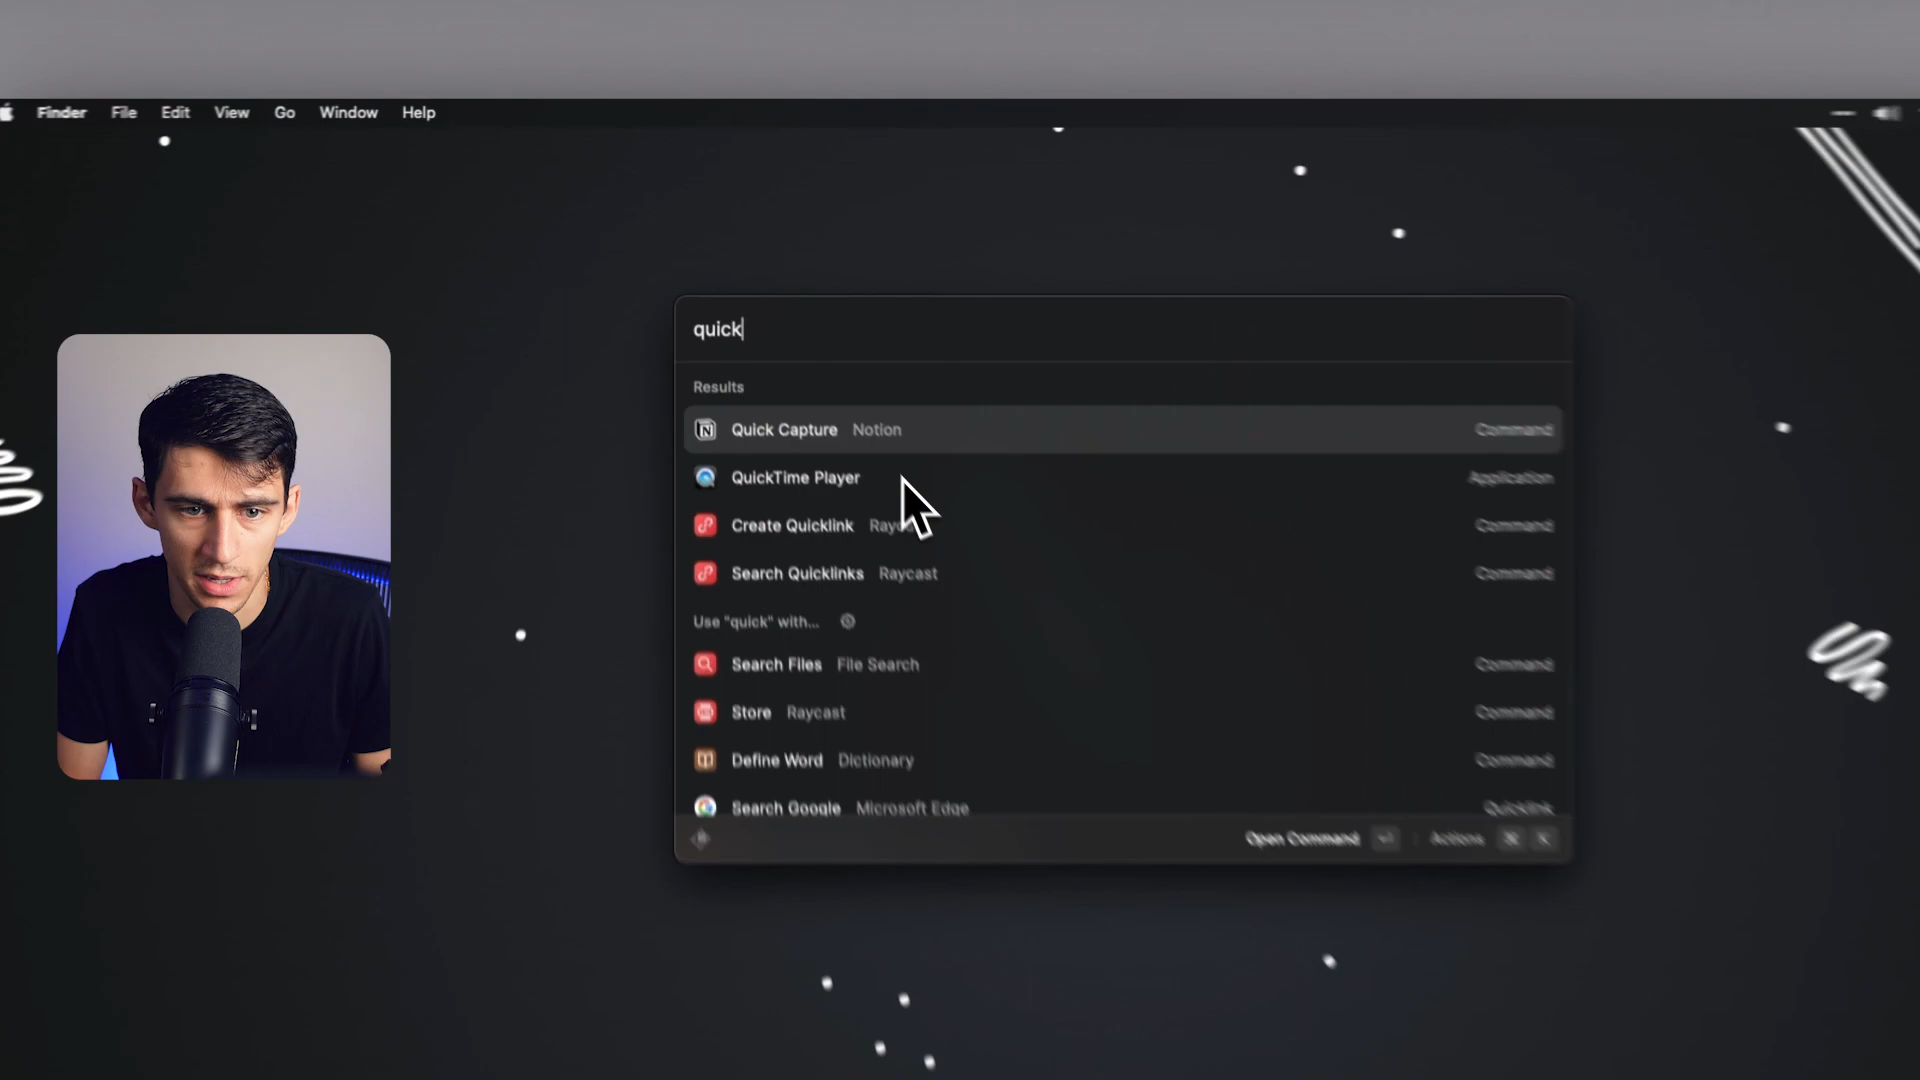 Finder File Edit View Go Window Help
quick
Results
Quick Capture Notion Command
QuickTime Player Application
Create Quicklink Command
Search Quicklinks Raycast Command
Use "quick" with...
Search Files File Search Command
Store Raycast Command
Define Word Dictionary Command
Search Google Microsoft Edge Quicklink
Open Command Actions K